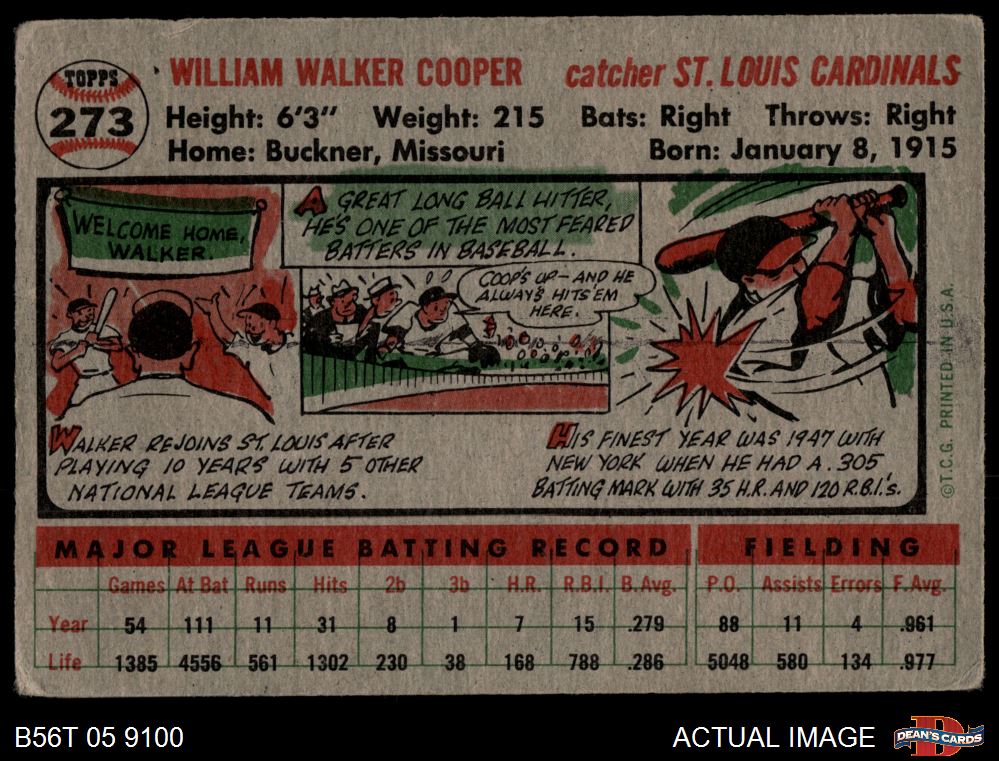 TOPPS
273
WILLIAM WALKER COOPER catcher ST. LOUIS CARDINALS
Height: 6'3" Weight: 215 Bats: Right Throws: Right
Home: Buckner, Missouri Born: January 8, 1915
WELCOME HOME,
WALKER.
A GREAT LONG BALL HITTER,
HE'S ONE OF THE MOST FEARED
BATTERS IN BASEBALL.
COOP'S UP— AND HE
ALWAYS HITS 'EM
HERE.
WALKER REJOINS ST. LOUIS AFTER
PLAYING 10 YEARS WITH 5 OTHER
NATIONAL LEAGUE TEAMS.
HIS FINEST YEAR WAS 1947 WITH
NEW YORK WHEN HE HAD A .305
BATTING MARK WITH 35 H.R. AND 120 R.B.I.'s.
© T.C.G. PRINTED IN U.S.A.
MAJOR LEAGUE BATTING RECORD FIELDING
Games At Bat Runs Hits 2b 3b H.R. R.B.I. B.Avg. P.O. Assists Errors F.Avg.
Year 54 111 11 31 8 1 7 15 .279 88 11 4 .961
Life 1385 4556 561 1302 230 38 168 788 .286 5048 580 134 .977
B56T 05 9100 ACTUAL IMAGE
D
DEAN'S CARDS